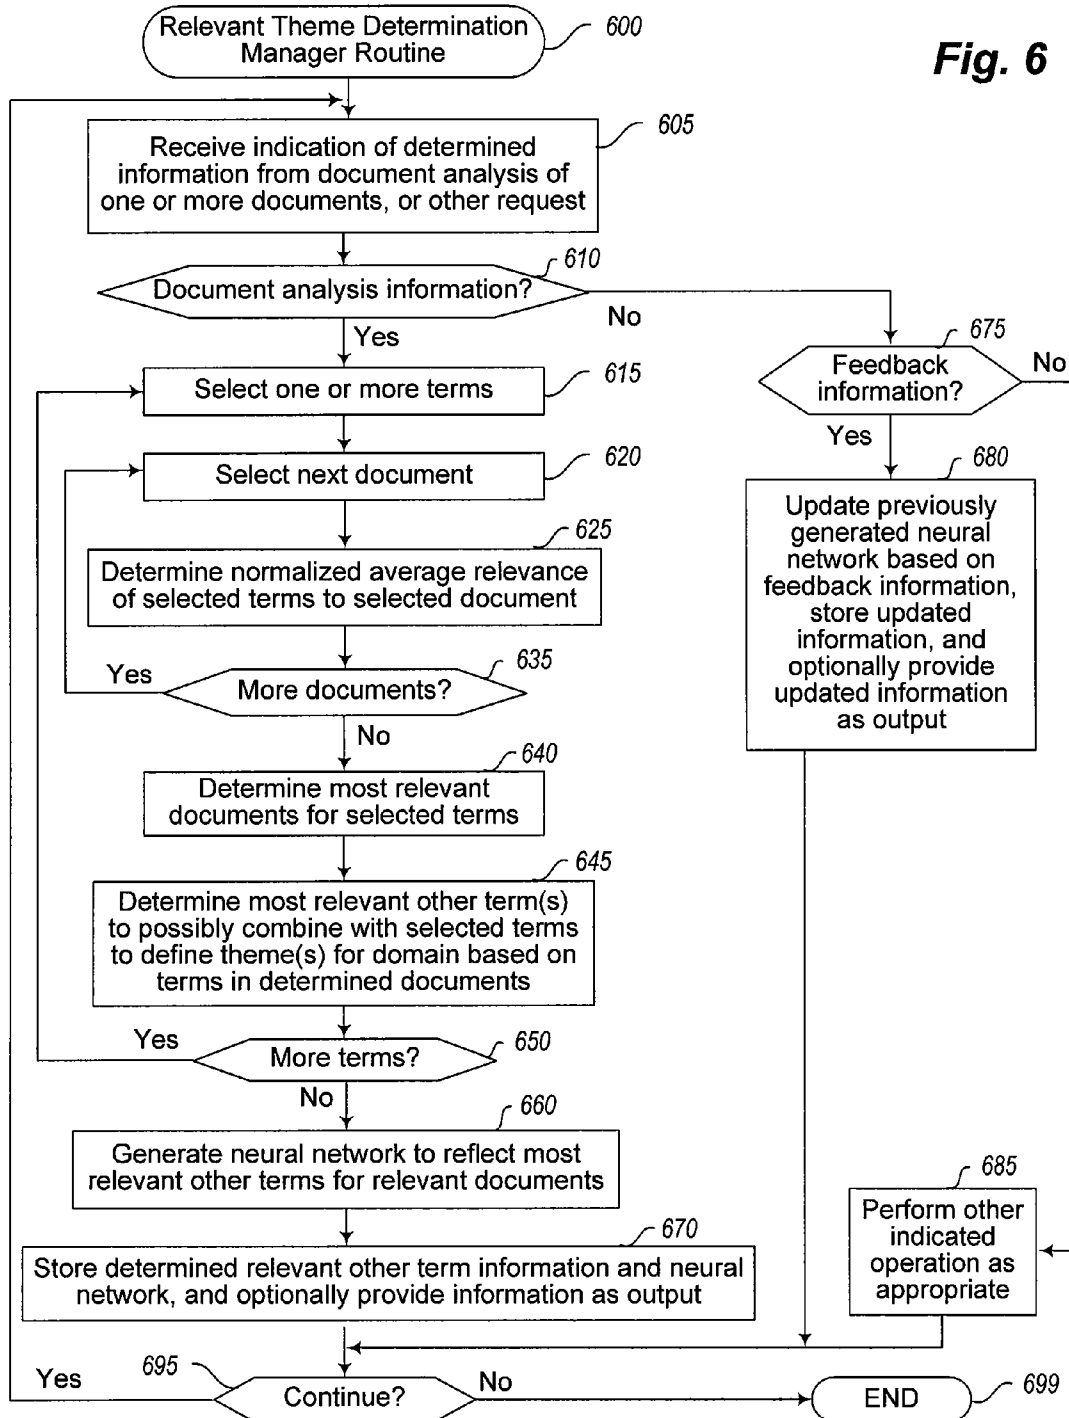 Relevant Theme Determination
Manager Routine
600
Fig. 6
605
Receive indication of determined
information from document analysis of
one or more documents, or other request
610
Document analysis information?
No
Yes
675
Feedback
information?
No
Yes
615
Select one or more terms
620
Select next document
625
Determine normalized average relevance
of selected terms to selected document
680
Update previously
generated neural
network based on
feedback information,
store updated
information, and
optionally provide
updated information
as output
635
Yes
More documents?
No
640
Determine most relevant
documents for selected terms
645
Determine most relevant other term(s)
to possibly combine with selected terms
to define theme(s) for domain based on
terms in determined documents
Yes
More terms?
650
No
660
Generate neural network to reflect most
relevant other terms for relevant documents
685
Perform other
indicated
operation as
appropriate
670
Store determined relevant other term information and neural
network, and optionally provide information as output
695
Yes
Continue?
No
END
699